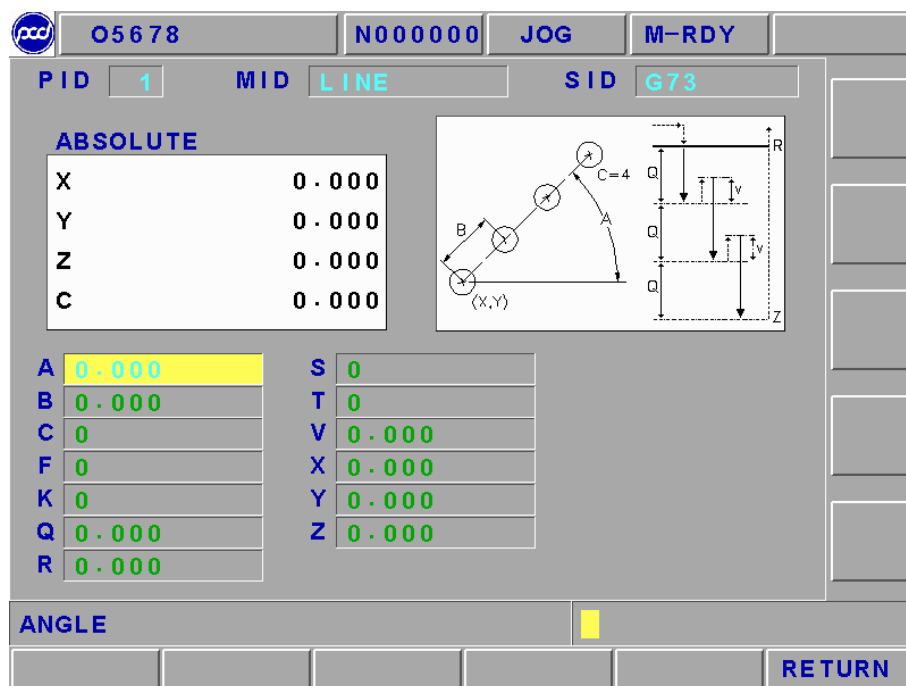 pcd O5678 N000000 JOG M-RDY
PID 1 MID LINE SID G73
ABSOLUTE
X 0.000
Y 0.000
Z 0.000
C 0.000
C=4
A
B
(X,Y)
R
Q
V
Q
V
Q
Z
A 0.000 S 0
B 0.000 T 0
C 0 V 0.000
F 0 X 0.000
K 0 Y 0.000
Q 0.000 Z 0.000
R 0.000
ANGLE
RETURN